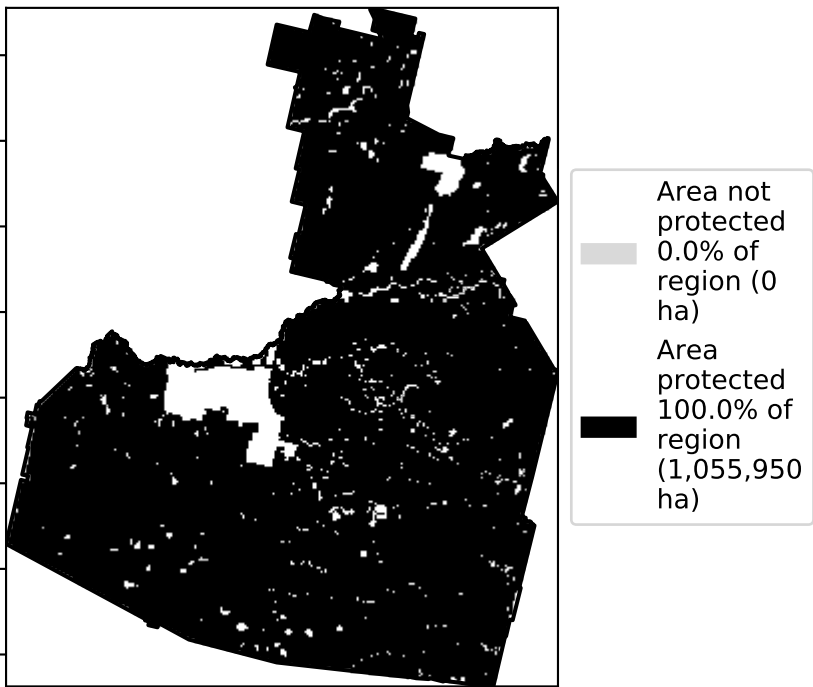 Area not
protected
0.0% of
region (0
ha)
Area
protected
100.0% of
region
(1,055,950
ha)